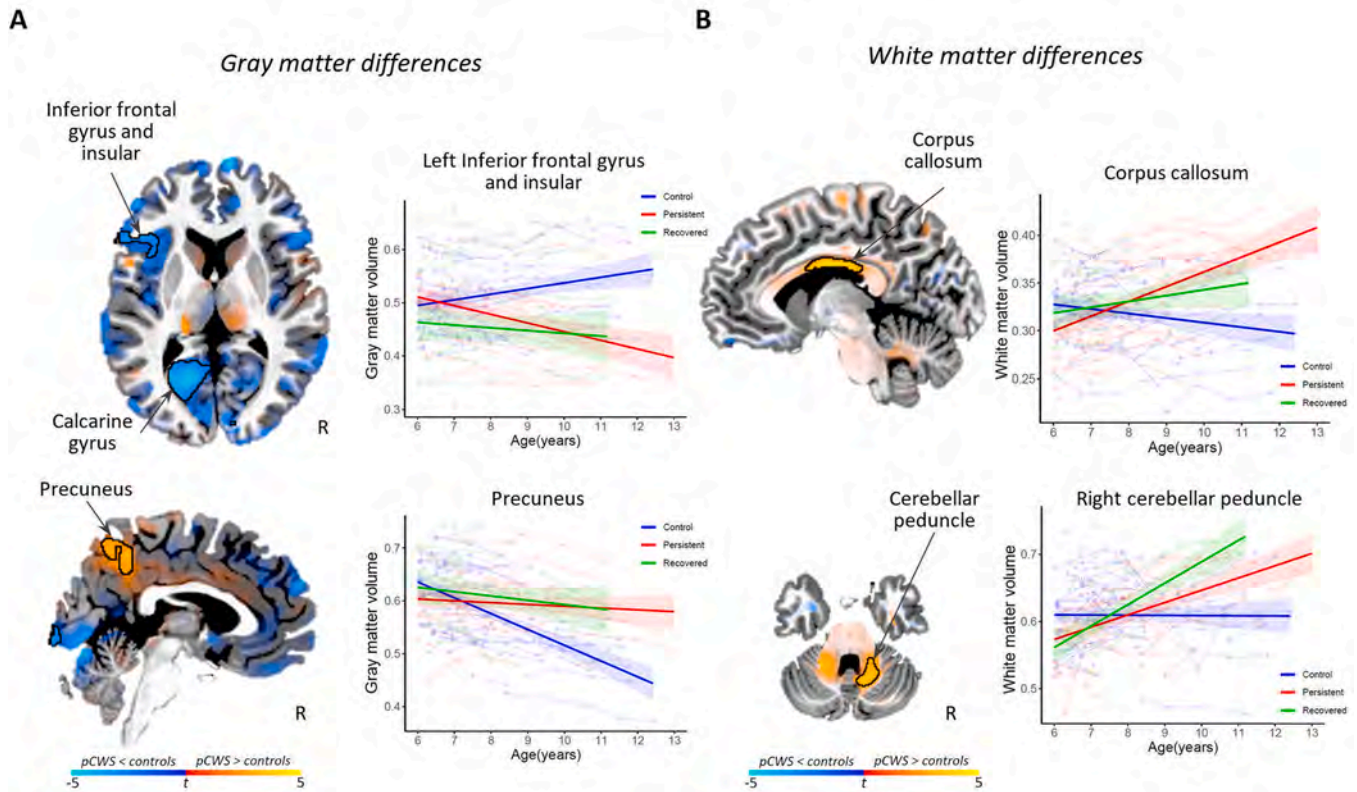 A
Gray matter differences
Inferior frontal
gyrus and
insular
Calcarine
gyrus
R
Left Inferior frontal gyrus
and insular
Control
Persistent
Recovered
Gray matter volume
0.6
0.5
0.4
0.3
6 7 8 9 10 11 12 13
Age(years)
Precuneus
R
Precuneus
Control
Persistent
Recovered
Gray matter volume
0.7
0.6
0.5
0.4
6 7 8 9 10 11 12 13
Age(years)
pCWS < controls pCWS > controls
-5 t 5
B
White matter differences
Corpus
callosum
Corpus callosum
White matter volume
0.40
0.35
0.30
0.25
Control
Persistent
Recovered
6 7 8 9 10 11 12 13
Age(years)
Cerebellar
peduncle
R
Right cerebellar peduncle
White matter volume
0.7
0.6
0.5
Control
Persistent
Recovered
6 7 8 9 10 11 12 13
Age(years)
pCWS < controls pCWS > controls
-5 t 5